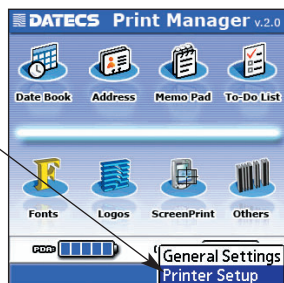 DATECS Print Manager v.2.0
Date Book Address Memo Pad To-Do List
Fonts Logos ScreenPrint Others
PDA:
General Settings
Printer Setup